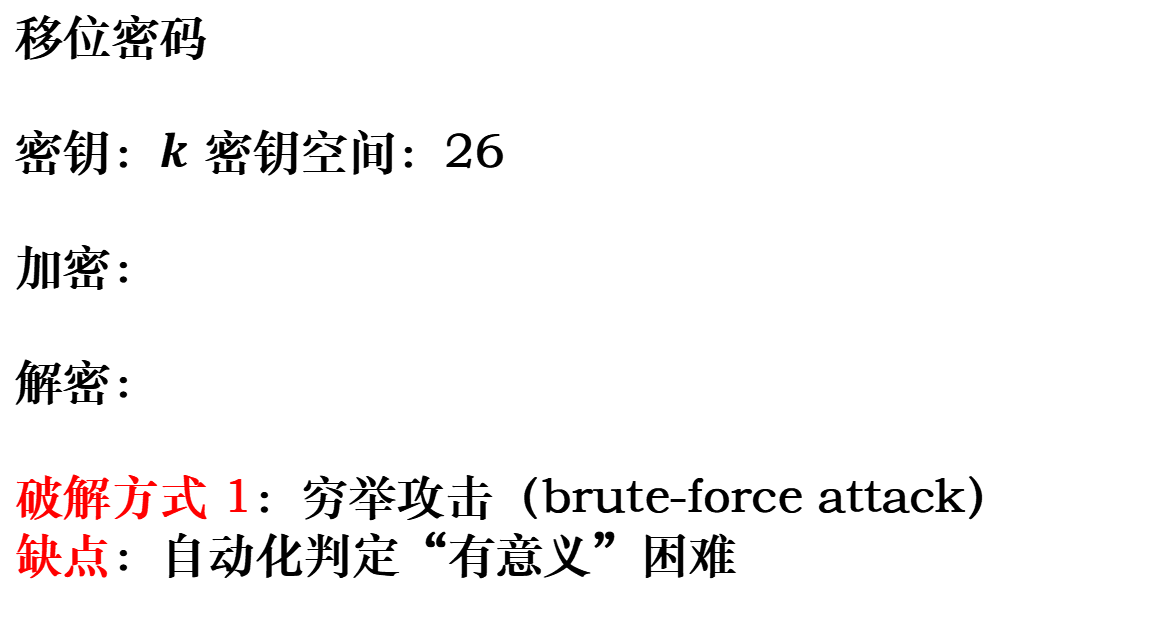 移位密码
密钥：k 密钥空间：26
加密：
解密：
破解方式 1：穷举攻击（brute-force attack）
缺点：自动化判定“有意义”困难